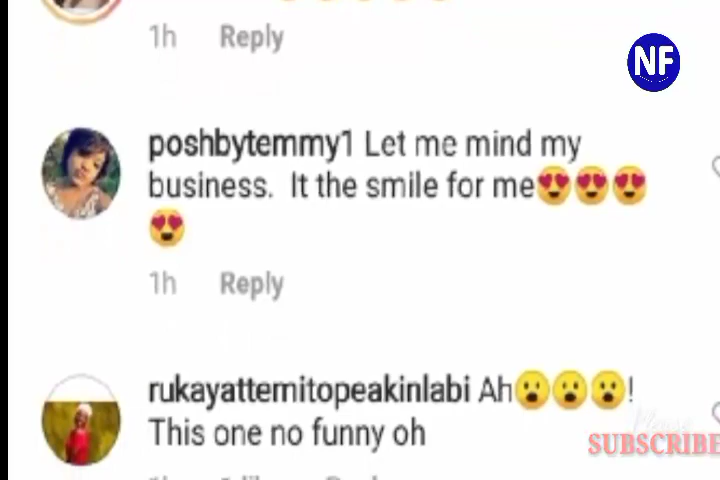 1h Reply
NF
poshbytemmy1 Let me mind my
business. It the smile for me😍😍😍
😍
1h Reply
rukayattemitopeakinlabi Ah😮😮😮!
This one no funny oh
Please
SUBSCRIBE